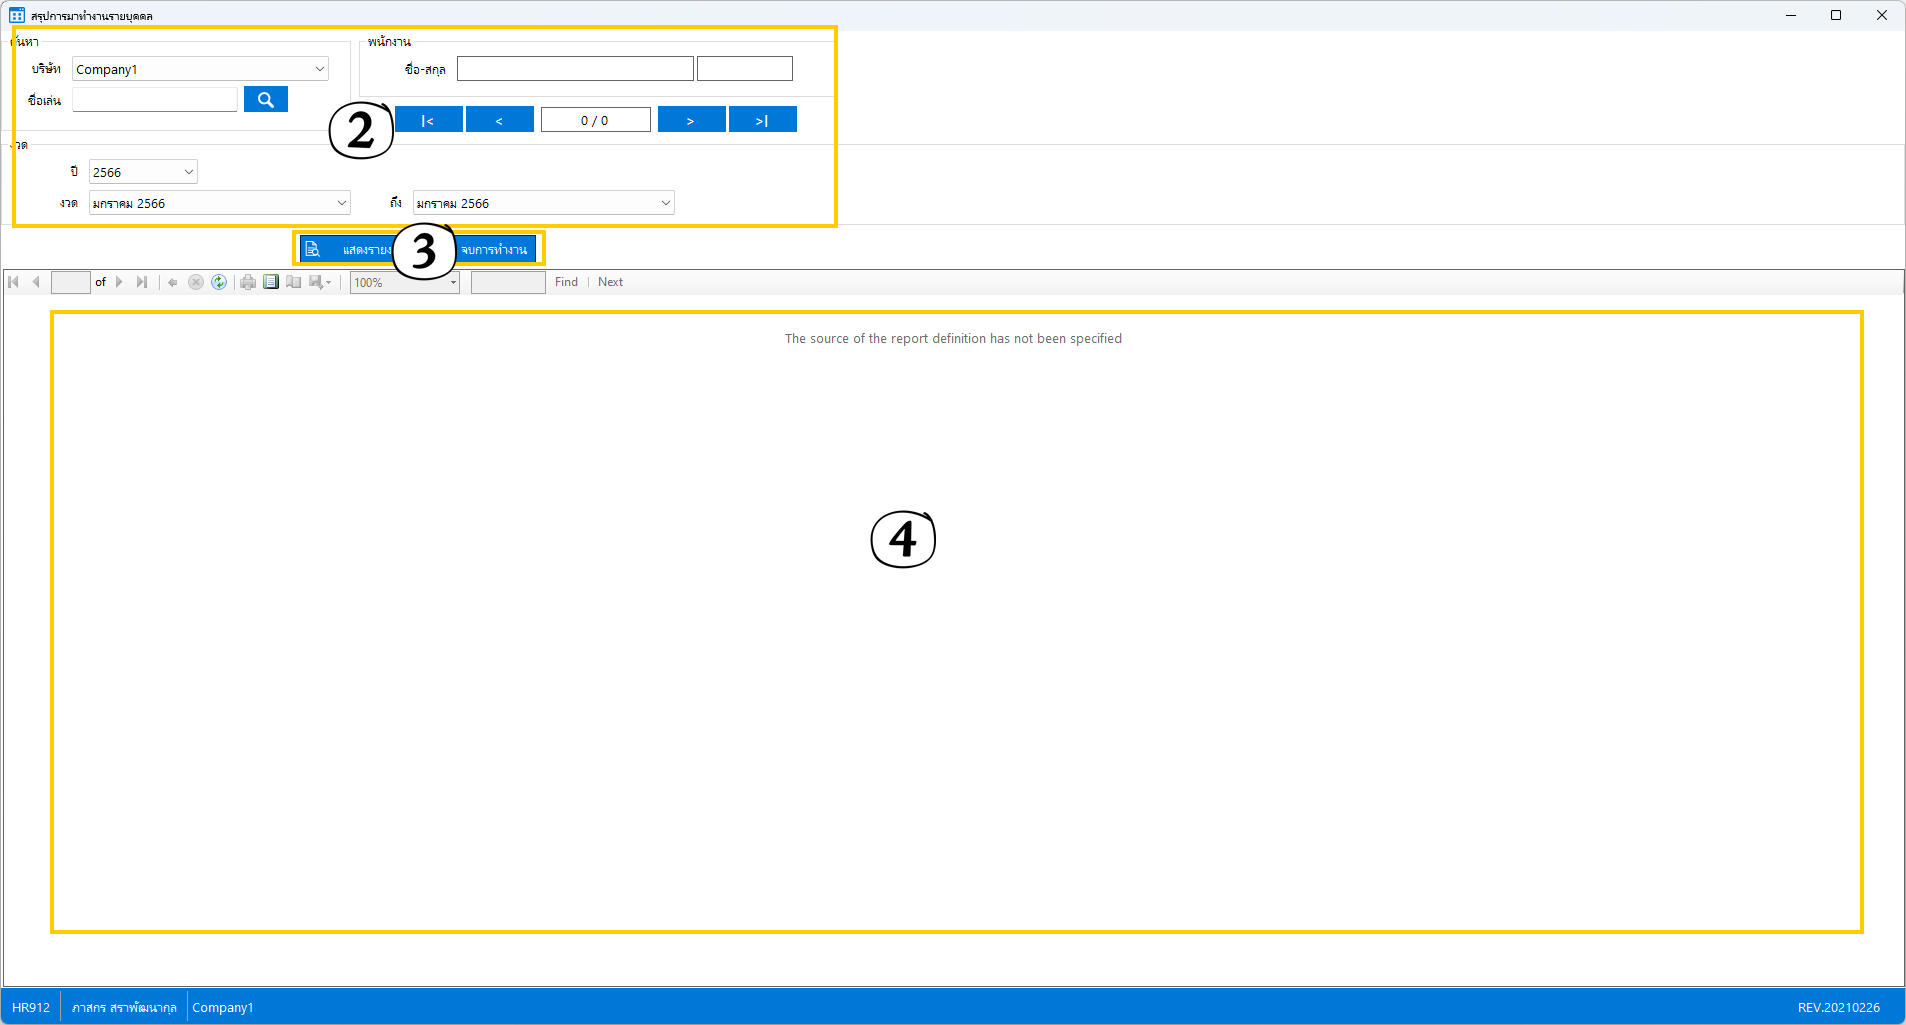 สรุปการมาทำงานรายบุคคล
ค้นหา
พนักงาน
บริษัท Company1
ชื่อ-สกุล
ชื่อเล่น
2 |< < 0 / 0 > >|
งวด
ปี 2566
งวด มกราคม 2566 ถึง มกราคม 2566
แสดงรายง 3 จบการทำงาน
of 100% Find Next
The source of the report definition has not been specified
4
HR912 ภาสกร สราพัฒนากุล Company1 REV.20210226